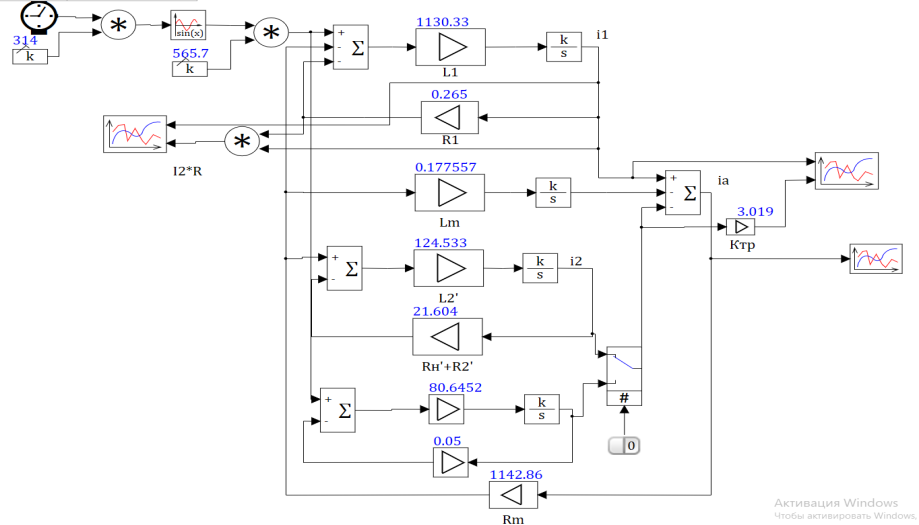 314
k
*
sin(x)
565.7
k
*
+
-
-
Σ
1130.33
L1
k
s
i1
0.265
R1
*
I2*R
0.177557
Lm
k
s
+
-
-
Σ
ia
3.019
Kтр
+
-
Σ
124.533
L2'
k
s
i2
21.604
Rн'+R2'
+
-
Σ
80.6452
k
s
#
0
0.05
1142.86
Rm
Активация Windows
Чтобы активировать Windows,